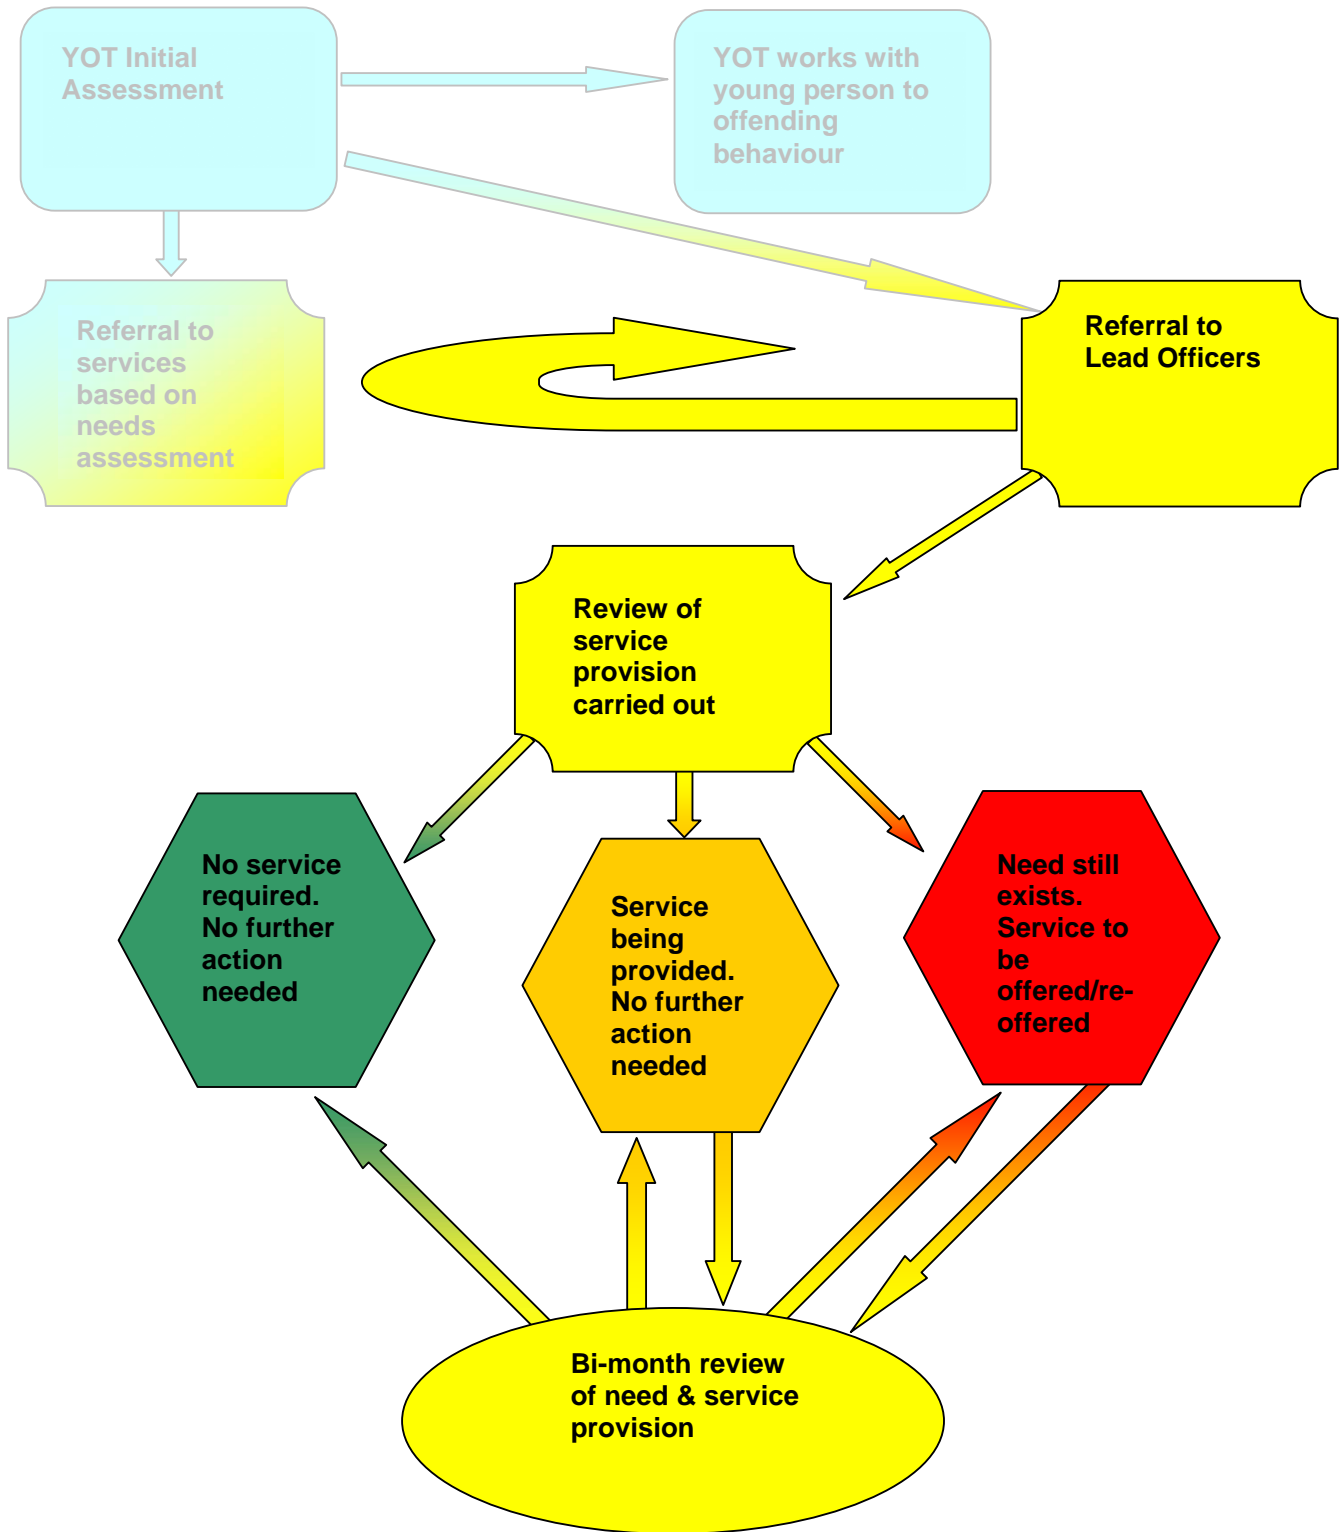 YOT Initial
Assessment
YOT works with
young person to
offending
behaviour
Referral to
services
based on
needs
assessment
Referral to
Lead Officers
Review of
service
provision
carried out
No service
required.
No further
action
needed
Service
being
provided.
No further
action
needed
Need still
exists.
Service to
be
offered/re-
offered
Bi-month review
of need & service
provision